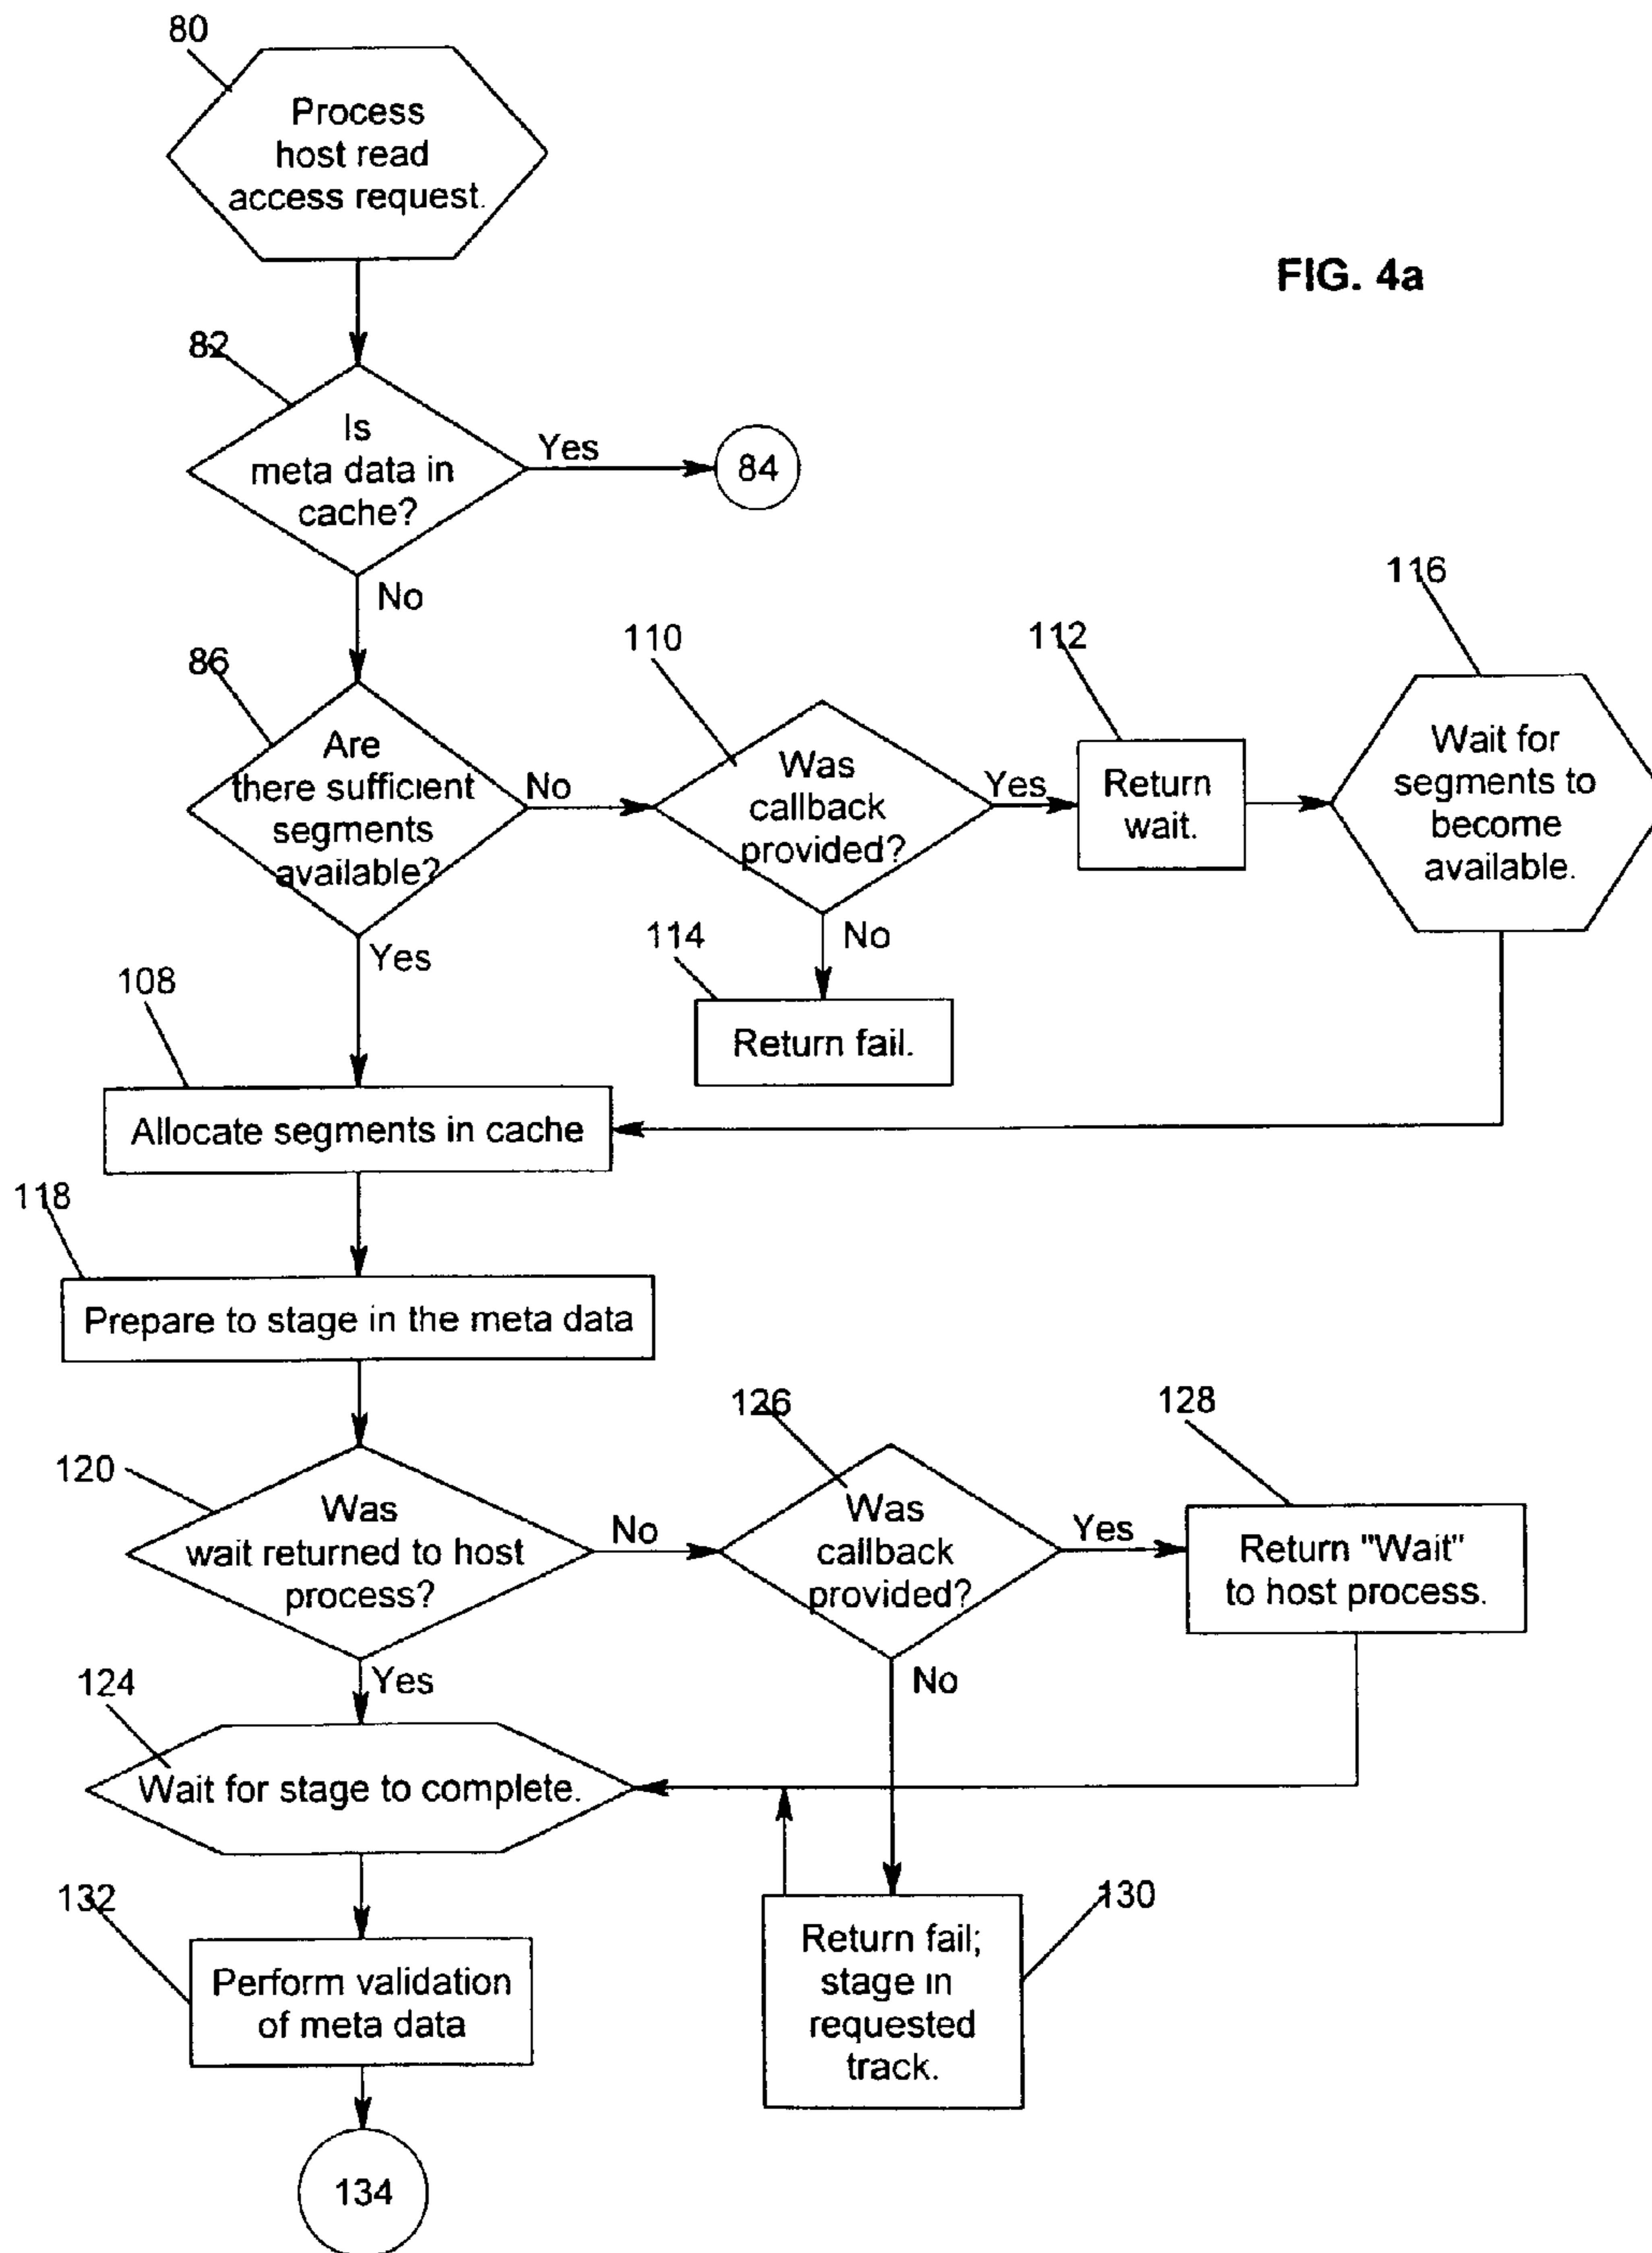 80
Process
host read
access request.
FIG. 4a
82
Is
meta data in
cache?
Yes
84
No
86
Are
there sufficient
segments
available?
No
110
Was
callback
provided?
Yes
112
Return
wait.
116
Wait for
segments to
become
available.
No
114
Return fail.
Yes
108
Allocate segments in cache
118
Prepare to stage in the meta data
120
Was
wait returned to host
process?
No
126
Was
callback
provided?
Yes
128
Return "Wait"
to host process.
Yes
No
124
Wait for stage to complete.
130
Return fail;
stage in
requested
track.
132
Perform validation
of meta data
134